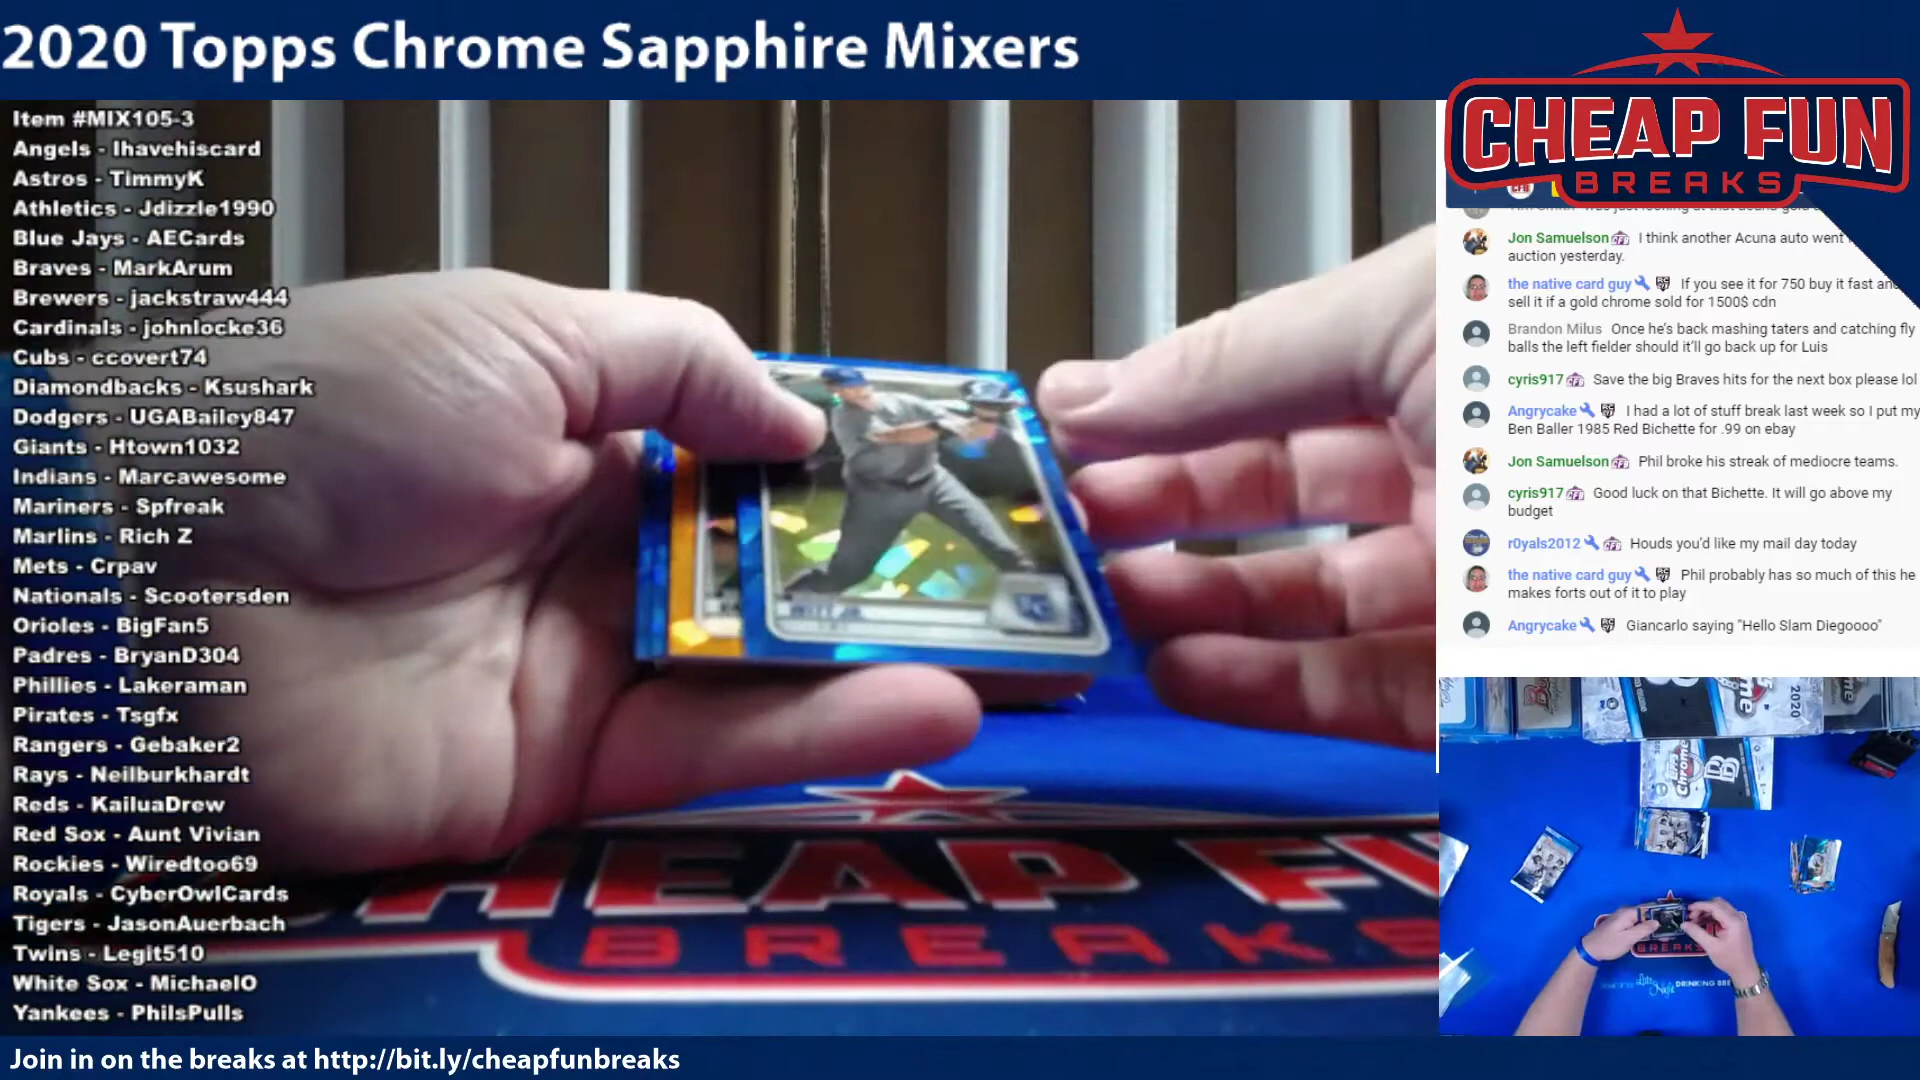 2020 Topps Chrome Sapphire Mixers
CHEAP FUN
BREAKS
Item #MIX105-3
Angels - Ihavehiscard
Astros - TimmyK
Athletics - Jdizzle1990
Blue Jays - AECards
Braves - MarkArum
Brewers - jackstraw444
Cardinals - johnlocke36
Cubs - ccovert74
Diamondbacks - Ksushark
Dodgers - UGABailey847
Giants - Htown1032
Indians - Marcawesome
Mariners - Spfreak
Marlins - Rich Z
Mets - Crpav
Nationals - Scootersden
Orioles - BigFan5
Padres - BryanD304
Phillies - Lakeraman
Pirates - Tsgfx
Rangers - Gebaker2
Rays - Neilburkhardt
Reds - KailuaDrew
Red Sox - Aunt Vivian
Rockies - Wiredtoo69
Royals - CyberOwlCards
Tigers - JasonAuerbach
Twins - Legit510
White Sox - MichaelO
Yankees - PhilsPulls
Jon Samuelson I think another Acuna auto went
auction yesterday.
the native card guy If you see it for 750 buy it fast and
sell it if a gold chrome sold for 1500$ cdn
Brandon Milus Once he's back mashing taters and catching fly
balls the left fielder should it'll go back up for Luis
cyris917 Save the big Braves hits for the next box please lol
Angrycake I had a lot of stuff break last week so I put my
Ben Baller 1985 Red Bichette for .99 on ebay
Jon Samuelson Phil broke his streak of mediocre teams.
cyris917 Good luck on that Bichette. It will go above my
budget
r0yals2012 Houds you'd like my mail day today
the native card guy Phil probably has so much of this he
makes forts out of it to play
Angrycake Giancarlo saying "Hello Slam Diegoooo"
HEAP FU
BREAKS
2020
Chrome
BREAKS
Late Night DRINKING BRE
Join in on the breaks at http://bit.ly/cheapfunbreaks